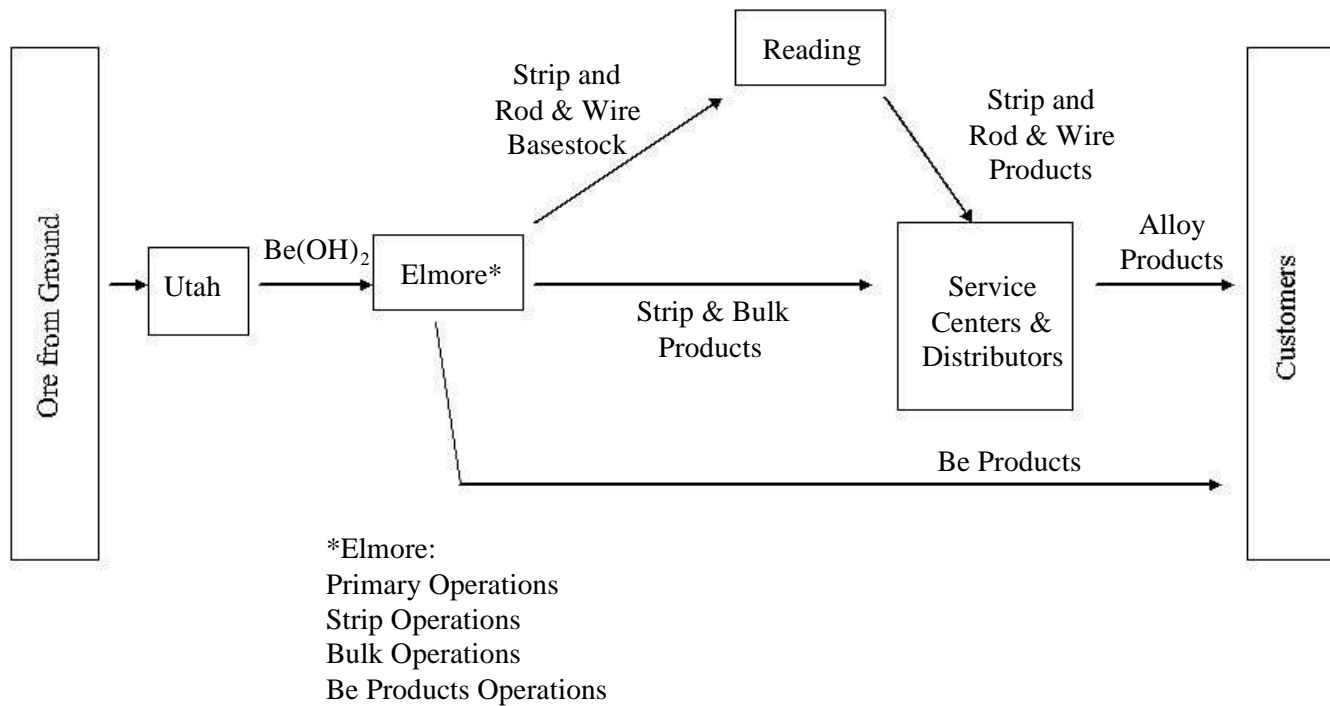 Reading
Strip and
Rod & Wire
Basestock
Strip and
Rod & Wire
Products
Ore from Ground
Utah
Be(OH)₂
Elmore*
Strip & Bulk
Products
Service
Centers &
Distributors
Alloy
Products
Customers
Be Products
*Elmore:
Primary Operations
Strip Operations
Bulk Operations
Be Products Operations